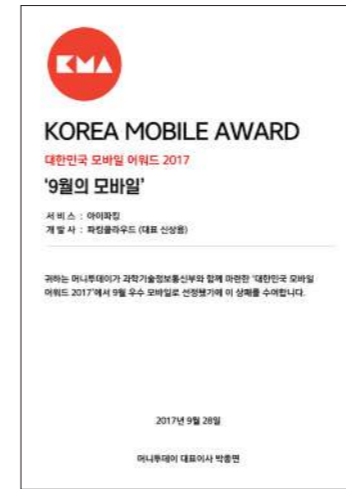 KMA
KOREA MOBILE AWARD
대한민국 모바일 어워드 2017
'9월의 모바일'
서 비 스 : 아이파킹
개 발 사 : 파킹클라우드 (대표 신상용)
귀하는 머니투데이가 과학기술정보통신부와 함께 마련한 '대한민국 모바일
어워드 2017'에서 9월 우수 모바일로 선정됐기에 이 상패를 수여합니다.
2017년 9월 28일
머니투데이 대표이사 박종면